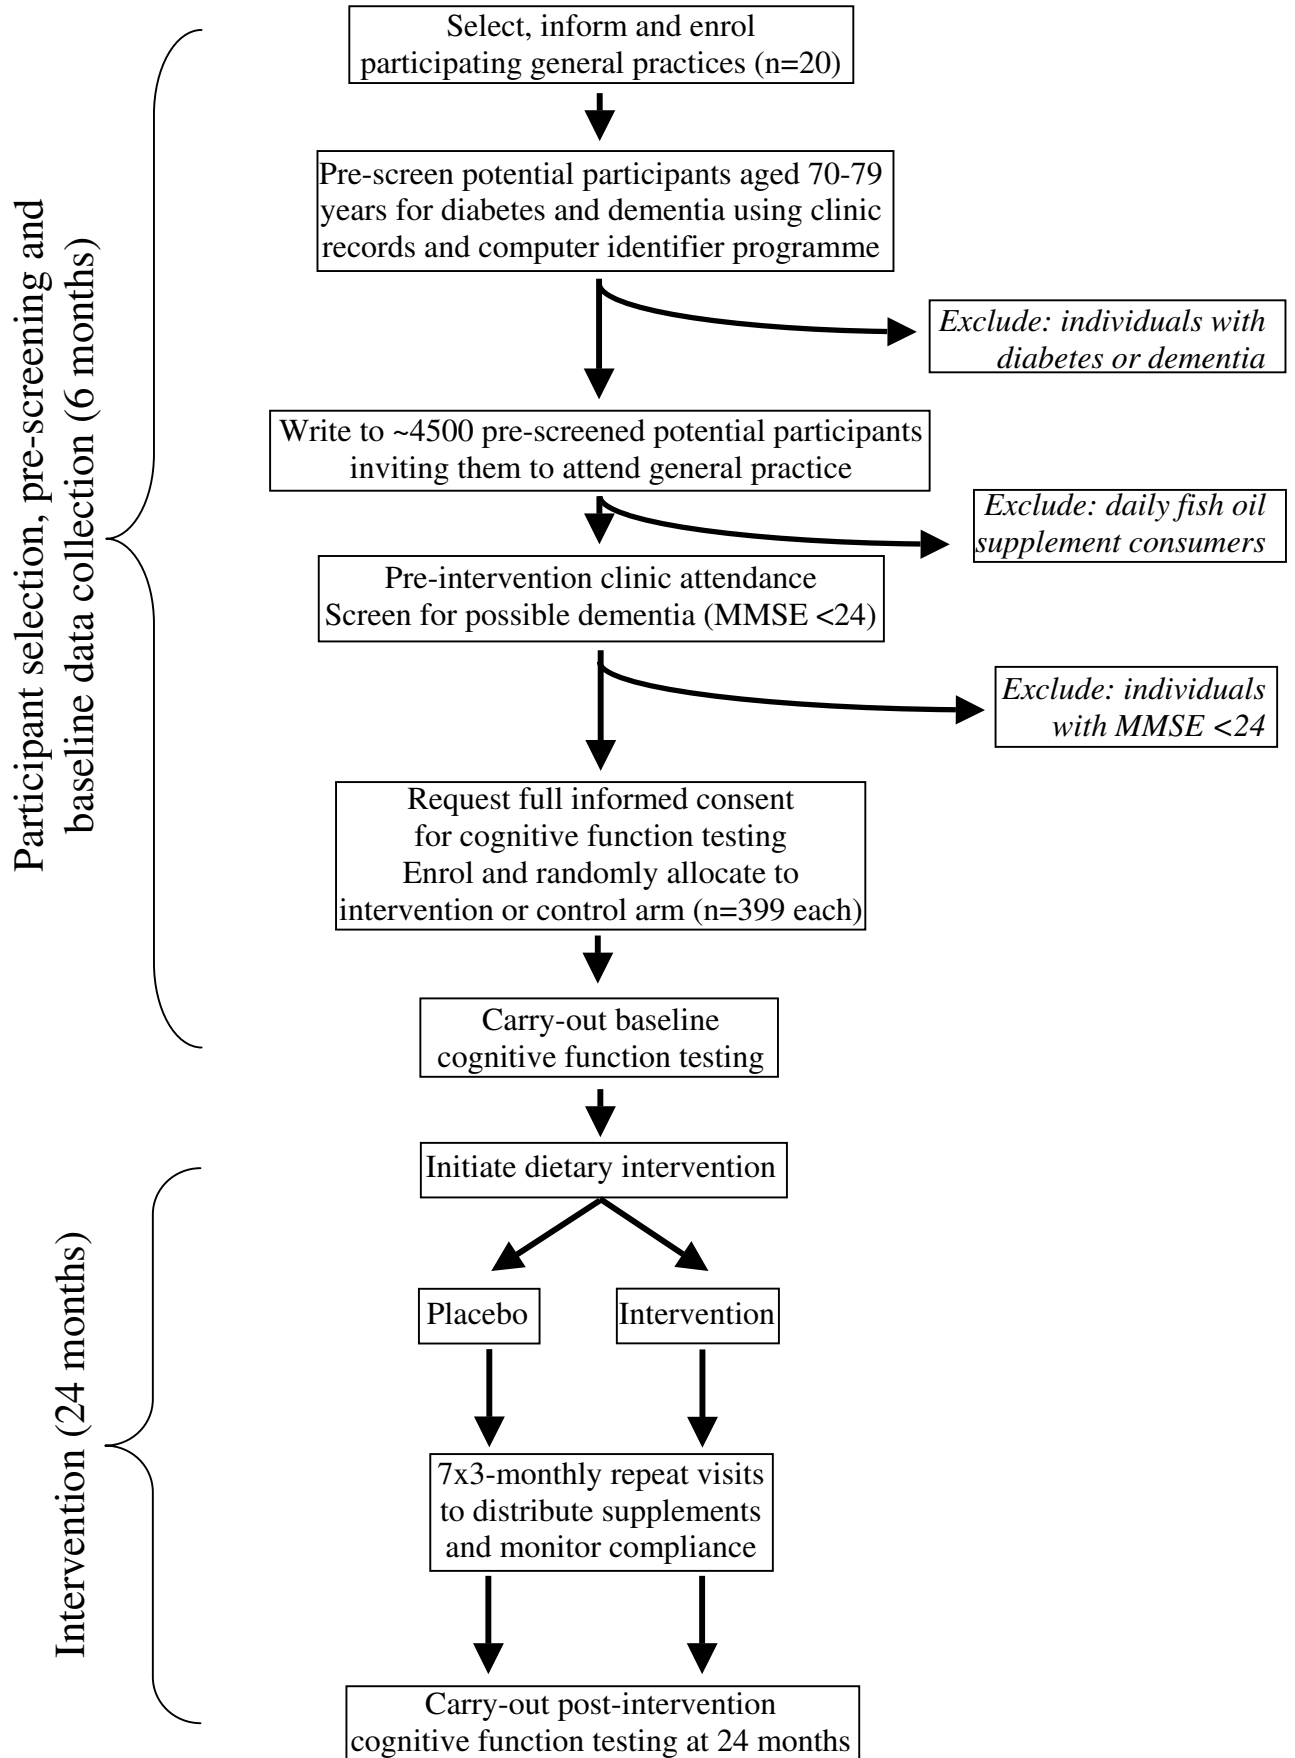 Select, inform and enrol
participating general practices (n=20)
Pre-screen potential participants aged 70-79
years for diabetes and dementia using clinic
records and computer identifier programme
Exclude: individuals with
diabetes or dementia
Write to ~4500 pre-screened potential participants
inviting them to attend general practice
Exclude: daily fish oil
supplement consumers
Pre-intervention clinic attendance
Screen for possible dementia (MMSE <24)
Exclude: individuals
with MMSE <24
Request full informed consent
for cognitive function testing
Enrol and randomly allocate to
intervention or control arm (n=399 each)
Carry-out baseline
cognitive function testing
Participant selection, pre-screening and
baseline data collection (6 months)
Initiate dietary intervention
Placebo
Intervention
7x3-monthly repeat visits
to distribute supplements
and monitor compliance
Carry-out post-intervention
cognitive function testing at 24 months
Intervention (24 months)